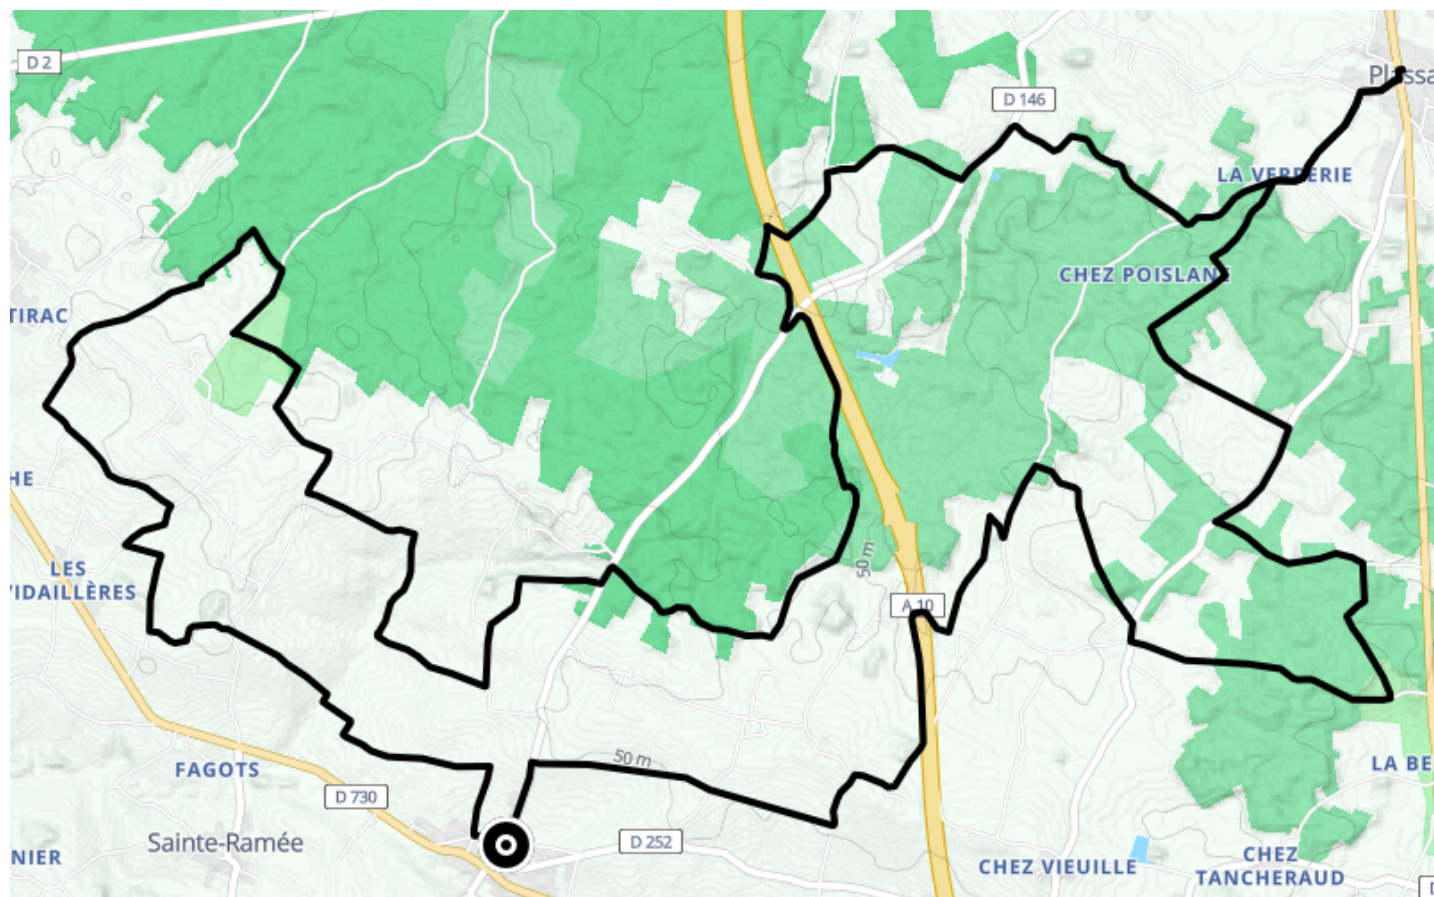 D 2
Plassa
D 146
LA VERRERIE
CHEZ POISLANE
TIRAC
HE
50 m
LES
VIDAILLÈRES
A 10
50 m
FAGOTS
LA BE
D 730
Sainte-Ramée
D 252
NIER
CHEZ VIEUILLE
CHEZ
TANCHERAUD
D